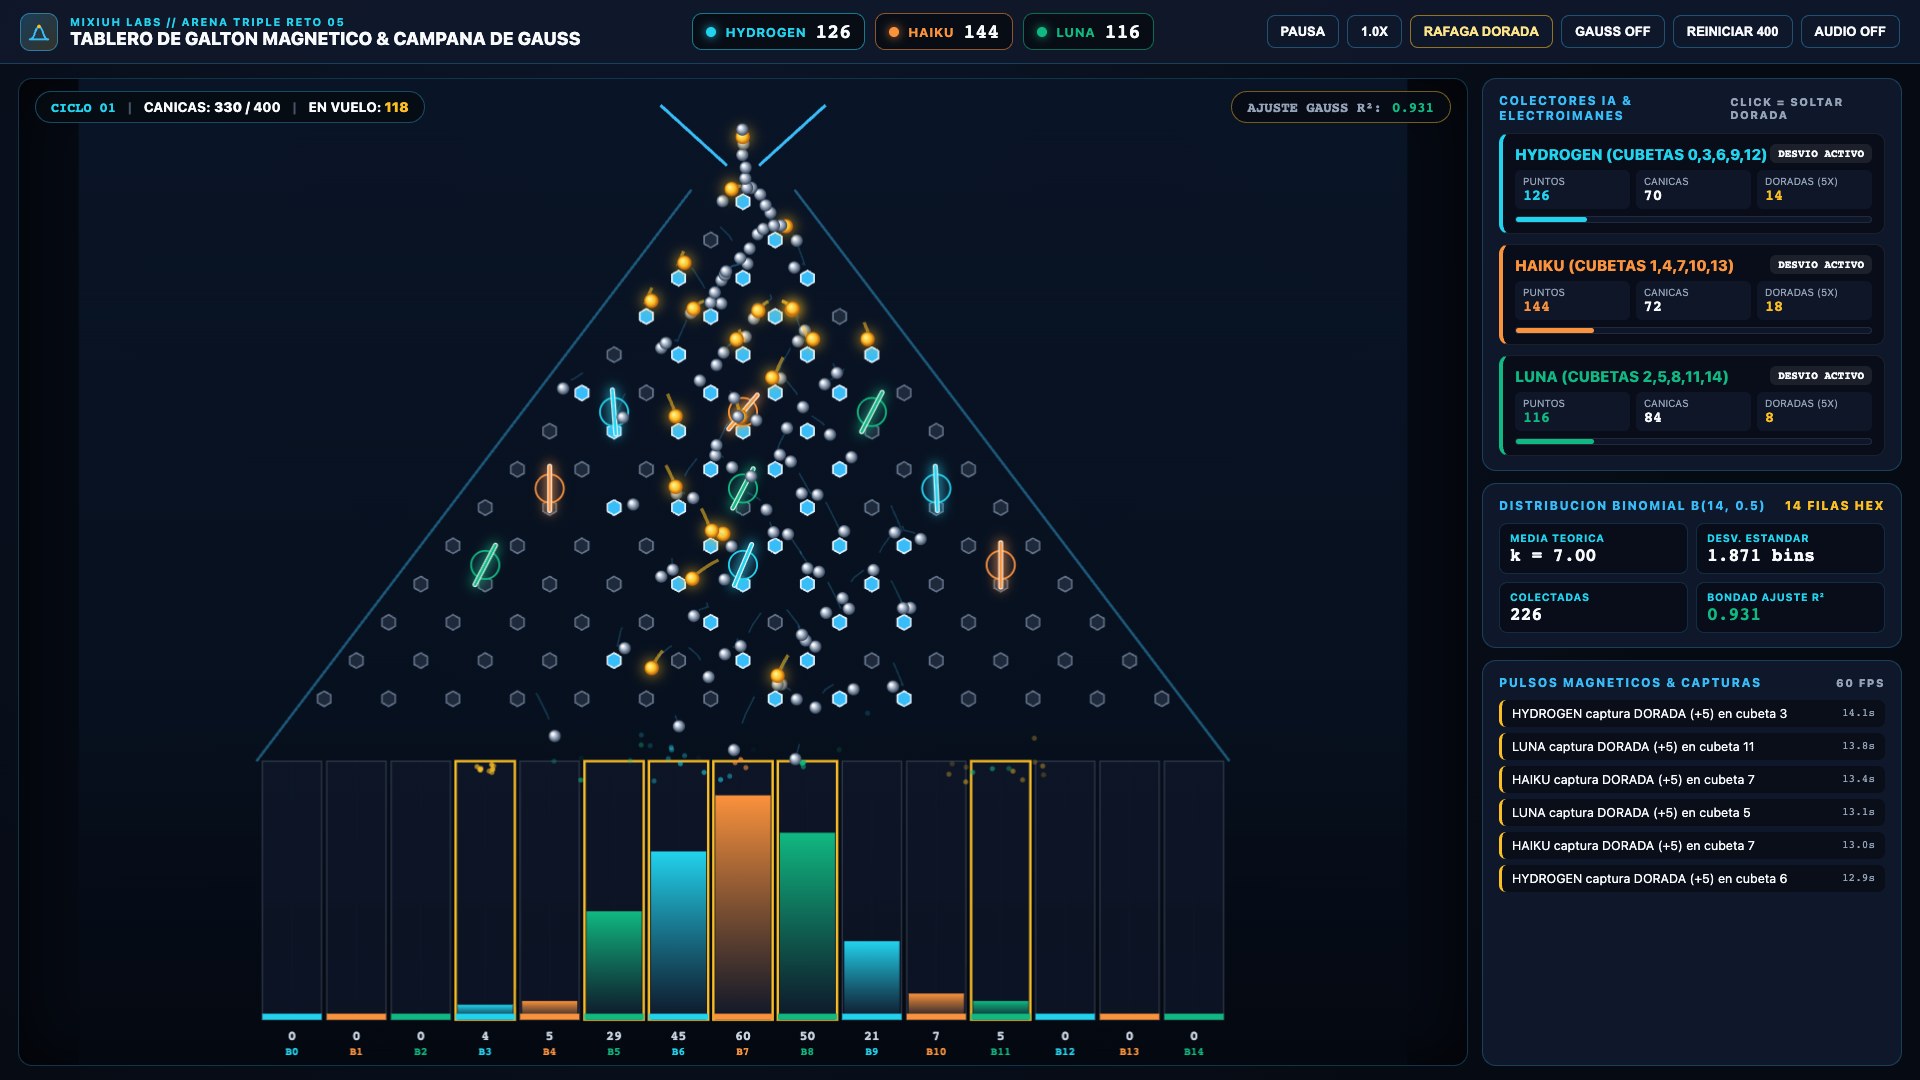 MIXIUH LABS // ARENA TRIPLE RETO 05
TABLERO DE GALTON MAGNETICO & CAMPANA DE GAUSS
HYDROGEN 126
HAIKU 144
LUNA 116
PAUSA
1.0X
RAFAGA DORADA
GAUSS OFF
REINICIAR 400
AUDIO OFF
CICLO 01 | CANICAS: 330 / 400 | EN VUELO: 118
AJUSTE GAUSS R²: 0.931
0 0 0 4 5 29 45 60 50 21 7 5 0 0 0
B0 B1 B2 B3 B4 B5 B6 B7 B8 B9 B10 B11 B12 B13 B14
COLECTORES IA &
ELECTROIMANES
CLICK = SOLTAR
DORADA
HYDROGEN (CUBETAS 0,3,6,9,12) DESVIO ACTIVO
PUNTOS CANICAS DORADAS (5X)
126 70 14
HAIKU (CUBETAS 1,4,7,10,13) DESVIO ACTIVO
PUNTOS CANICAS DORADAS (5X)
144 72 18
LUNA (CUBETAS 2,5,8,11,14) DESVIO ACTIVO
PUNTOS CANICAS DORADAS (5X)
116 84 8
DISTRIBUCION BINOMIAL B(14, 0.5) 14 FILAS HEX
MEDIA TEORICA
k = 7.00
DESV. ESTANDAR
1.871 bins
COLECTADAS
226
BONDAD AJUSTE R²
0.931
PULSOS MAGNETICOS & CAPTURAS 60 FPS
HYDROGEN captura DORADA (+5) en cubeta 3 14.1s
LUNA captura DORADA (+5) en cubeta 11 13.8s
HAIKU captura DORADA (+5) en cubeta 7 13.4s
LUNA captura DORADA (+5) en cubeta 5 13.1s
HAIKU captura DORADA (+5) en cubeta 7 13.0s
HYDROGEN captura DORADA (+5) en cubeta 6 12.9s